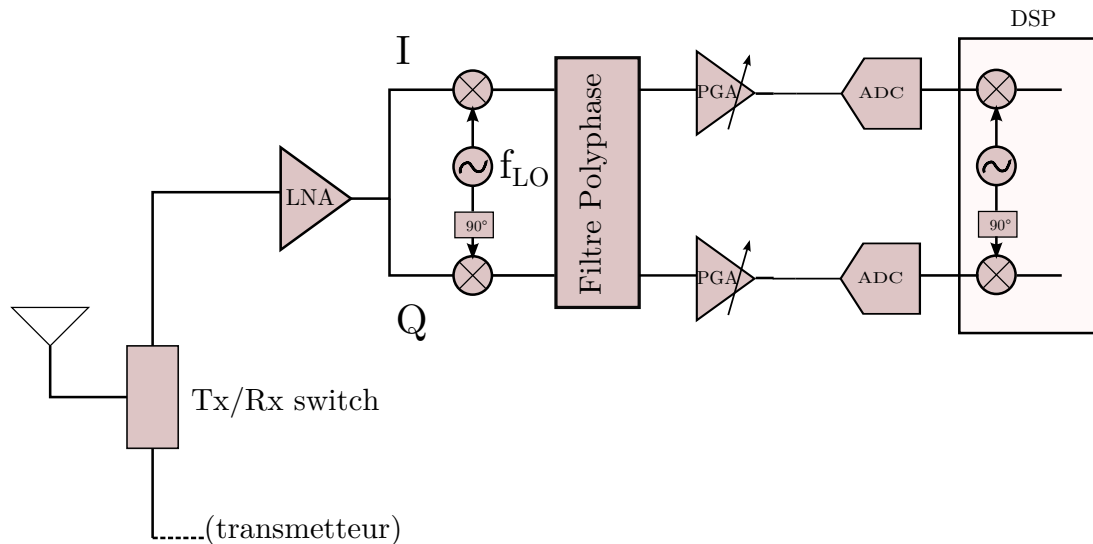 DSP
I
PGA
ADC
LNA
f_LO
90°
90°
Filtre Polyphase
PGA
ADC
Q
Tx/Rx switch
(transmetteur)